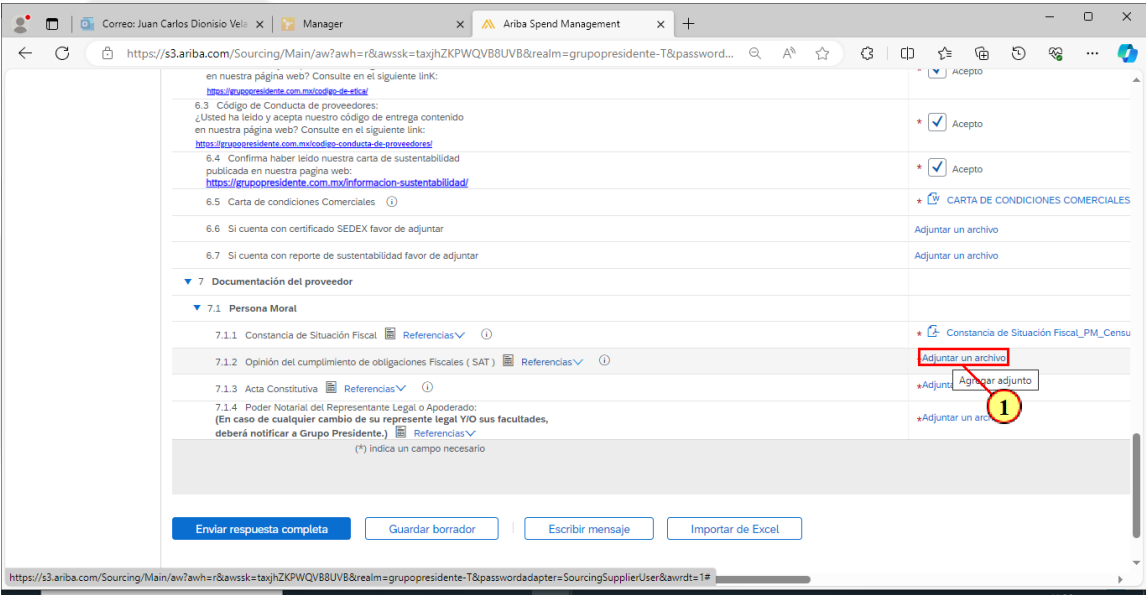 Correo: Juan Carlos Dionisio Vela
Manager
Ariba Spend Management
https://s3.ariba.com/Sourcing/Main/aw?awh=r&awssk=taxjhZKPWQVB8UVB&realm=grupopresidente-T&password...
en nuestra página web? Consulte en el siguiente linK:
* Acepto
https://grupopresidente.com.mx/codigo-de-etica/
6.3 Código de Conducta de proveedores:
¿Usted ha leido y acepta nuestro código de entrega contenido
en nuestra página web? Consulte en el siguiente link:
* Acepto
https://grupopresidente.com.mx/codigo-conducta-de-proveedores/
6.4 Confirma haber leido nuestra carta de sustentabilidad
publicada en nuestra pagina web:
* Acepto
https://grupopresidente.com.mx/informacion-sustentabilidad/
6.5 Carta de condiciones Comerciales
* CARTA DE CONDICIONES COMERCIALES
6.6 Si cuenta con certificado SEDEX favor de adjuntar
Adjuntar un archivo
6.7 Si cuenta con reporte de sustentabilidad favor de adjuntar
Adjuntar un archivo
7 Documentación del proveedor
7.1 Persona Moral
7.1.1 Constancia de Situación Fiscal Referencias
* Constancia de Situación Fiscal_PM_Censu
7.1.2 Opinión del cumplimiento de obligaciones Fiscales ( SAT ) Referencias
*Adjuntar un archivo
Agregar adjunto
7.1.3 Acta Constitutiva Referencias
1
7.1.4 Poder Notarial del Representante Legal o Apoderado:
(En caso de cualquier cambio de su represente legal Y/O sus facultades,
deberá notificar a Grupo Presidente.) Referencias
*Adjuntar un
(*) indica un campo necesario
Enviar respuesta completa
Guardar borrador
Escribir mensaje
Importar de Excel
https://s3.ariba.com/Sourcing/Main/aw?awh=r&awssk=taxjhZKPWQVB8UVB&realm=grupopresidente-T&passwordadapter=SourcingSupplierUser&awrdt=1#